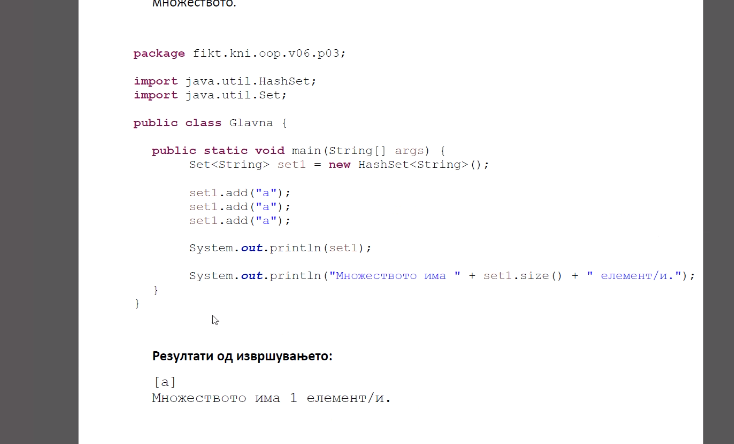 множеството.
package fikt.kni.oop.v06.p03;
import java.util.HashSet;
import java.util.Set;
public class Glavna {
public static void main(String[] args) {
Set<String> set1 = new HashSet<String>();
set1.add("a");
set1.add("a");
set1.add("a");
System.out.println(set1);
System.out.println("Множеството има " + set1.size() + " елемент/и.");
}
}
Резултати од извршувањето:
[a]
Множеството има 1 елемент/и.